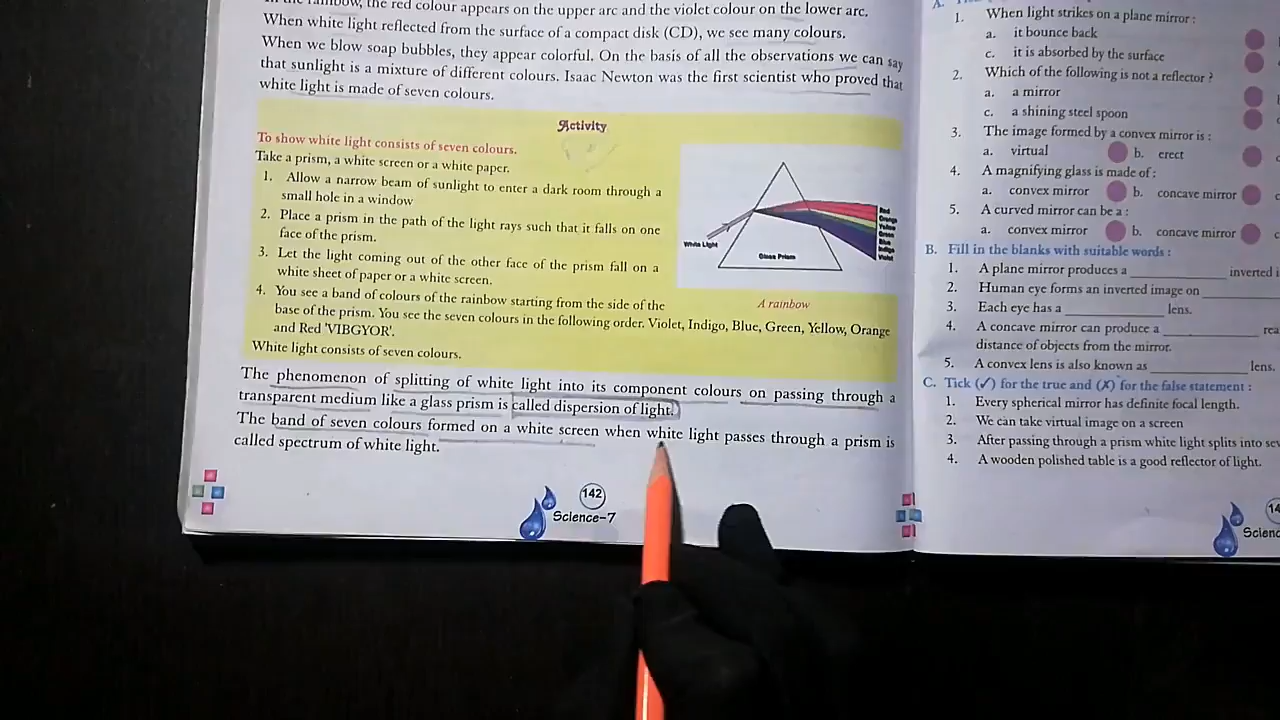 In the rainbow, the red colour appears on the upper arc and the violet colour on the lower arc.
When white light reflected from the surface of a compact disk (CD), we see many colours.
When we blow soap bubbles, they appear colorful. On the basis of all the observations we can say
that sunlight is a mixture of different colours. Isaac Newton was the first scientist who proved that
white light is made of seven colours.
Activity
To show white light consists of seven colours.
Take a prism, a white screen or a white paper.
1. Allow a narrow beam of sunlight to enter a dark room through a
small hole in a window
2. Place a prism in the path of the light rays such that it falls on one
face of the prism.
3. Let the light coming out of the other face of the prism fall on a
white sheet of paper or a white screen.
4. You see a band of colours of the rainbow starting from the side of the
base of the prism. You see the seven colours in the following order. Violet, Indigo, Blue, Green, Yellow, Orange
and Red 'VIBGYOR'.
White light consists of seven colours.
White Light
Glass Prism
Red
Orange
Yellow
Green
Blue
Indigo
Violet
A rainbow
The phenomenon of splitting of white light into its component colours on passing through a
transparent medium like a glass prism is called dispersion of light.
The band of seven colours formed on a white screen when white light passes through a prism is
called spectrum of white light.
142
Science-7
A.
1. When light strikes on a plane mirror :
a. it bounce back
c. it is absorbed by the surface
2. Which of the following is not a reflector ?
a. a mirror
c. a shining steel spoon
3. The image formed by a convex mirror is :
a. virtual b. erect
4. A magnifying glass is made of :
a. convex mirror b. concave mirror
5. A curved mirror can be a :
a. convex mirror b. concave mirror
B. Fill in the blanks with suitable words :
1. A plane mirror produces a ____________ inverted
2. Human eye forms an inverted image on ____________
3. Each eye has a ____________ lens.
4. A concave mirror can produce a ____________
distance of objects from the mirror.
5. A convex lens is also known as ____________ lens.
C. Tick (✓) for the true and (✗) for the false statement :
1. Every spherical mirror has definite focal length.
2. We can take virtual image on a screen
3. After passing through a prism white light splits into
4. A wooden polished table is a good reflector of light.